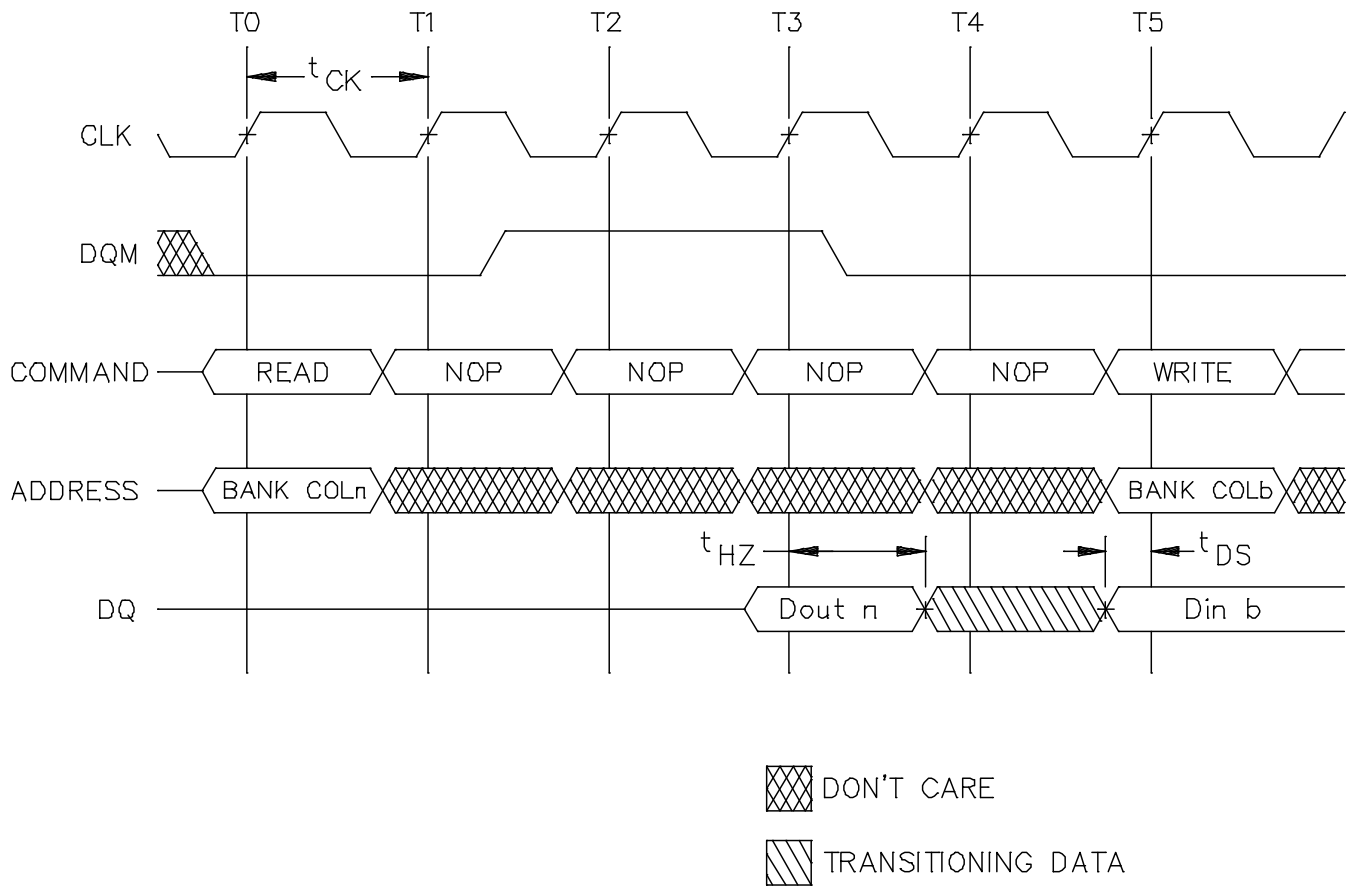 T0 T1 T2 T3 T4 T5
tCK
CLK
DQM
COMMAND READ NOP NOP NOP NOP WRITE
ADDRESS BANK COLn BANK COLb
tHZ tDS
DQ Dout n Din b
DON'T CARE
TRANSITIONING DATA